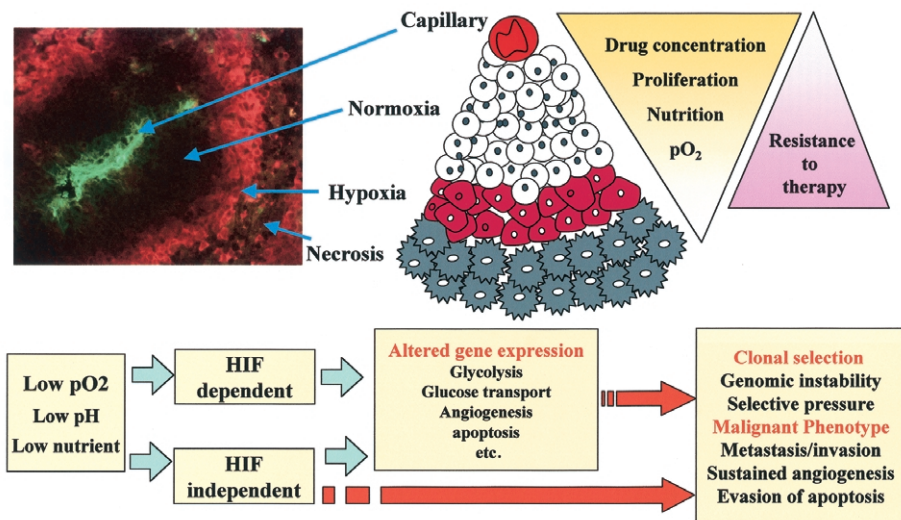 Capillary
Normoxia
Hypoxia
Necrosis
Drug concentration
Proliferation
Nutrition
pO₂
Resistance
to
therapy
Low pO2
Low pH
Low nutrient
HIF
dependent
HIF
independent
Altered gene expression
Glycolysis
Glucose transport
Angiogenesis
apoptosis
etc.
Clonal selection
Genomic instability
Selective pressure
Malignant Phenotype
Metastasis/invasion
Sustained angiogenesis
Evasion of apoptosis